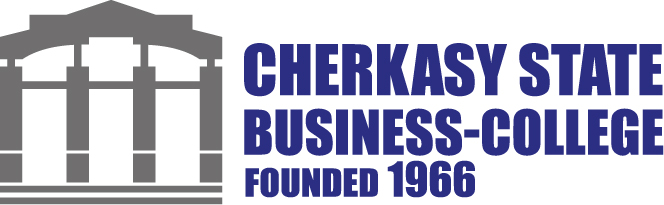 CHERKASY STATE
BUSINESS-COLLEGE
FOUNDED 1966